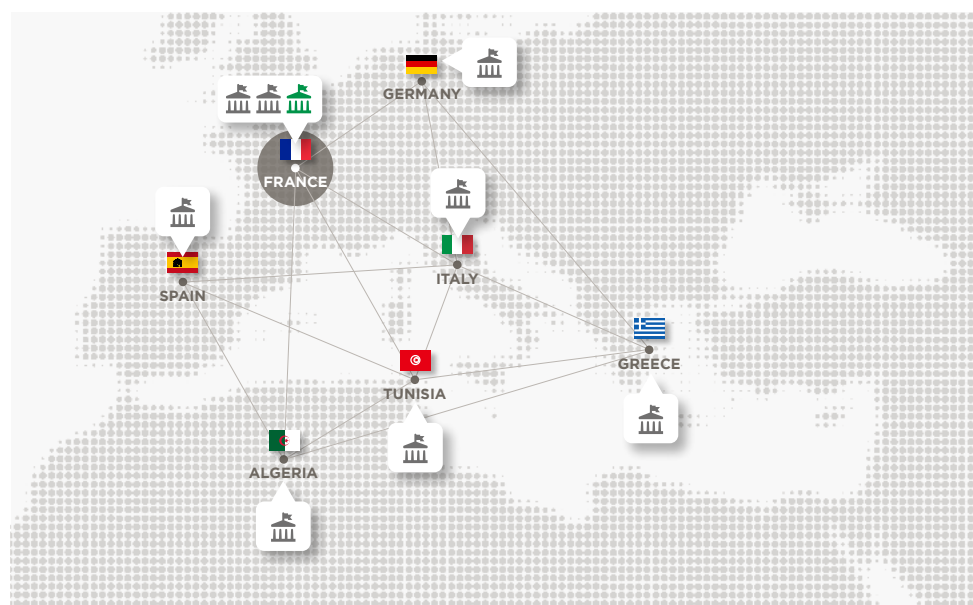 GERMANY
FRANCE
ITALY
SPAIN
GREECE
TUNISIA
ALGERIA